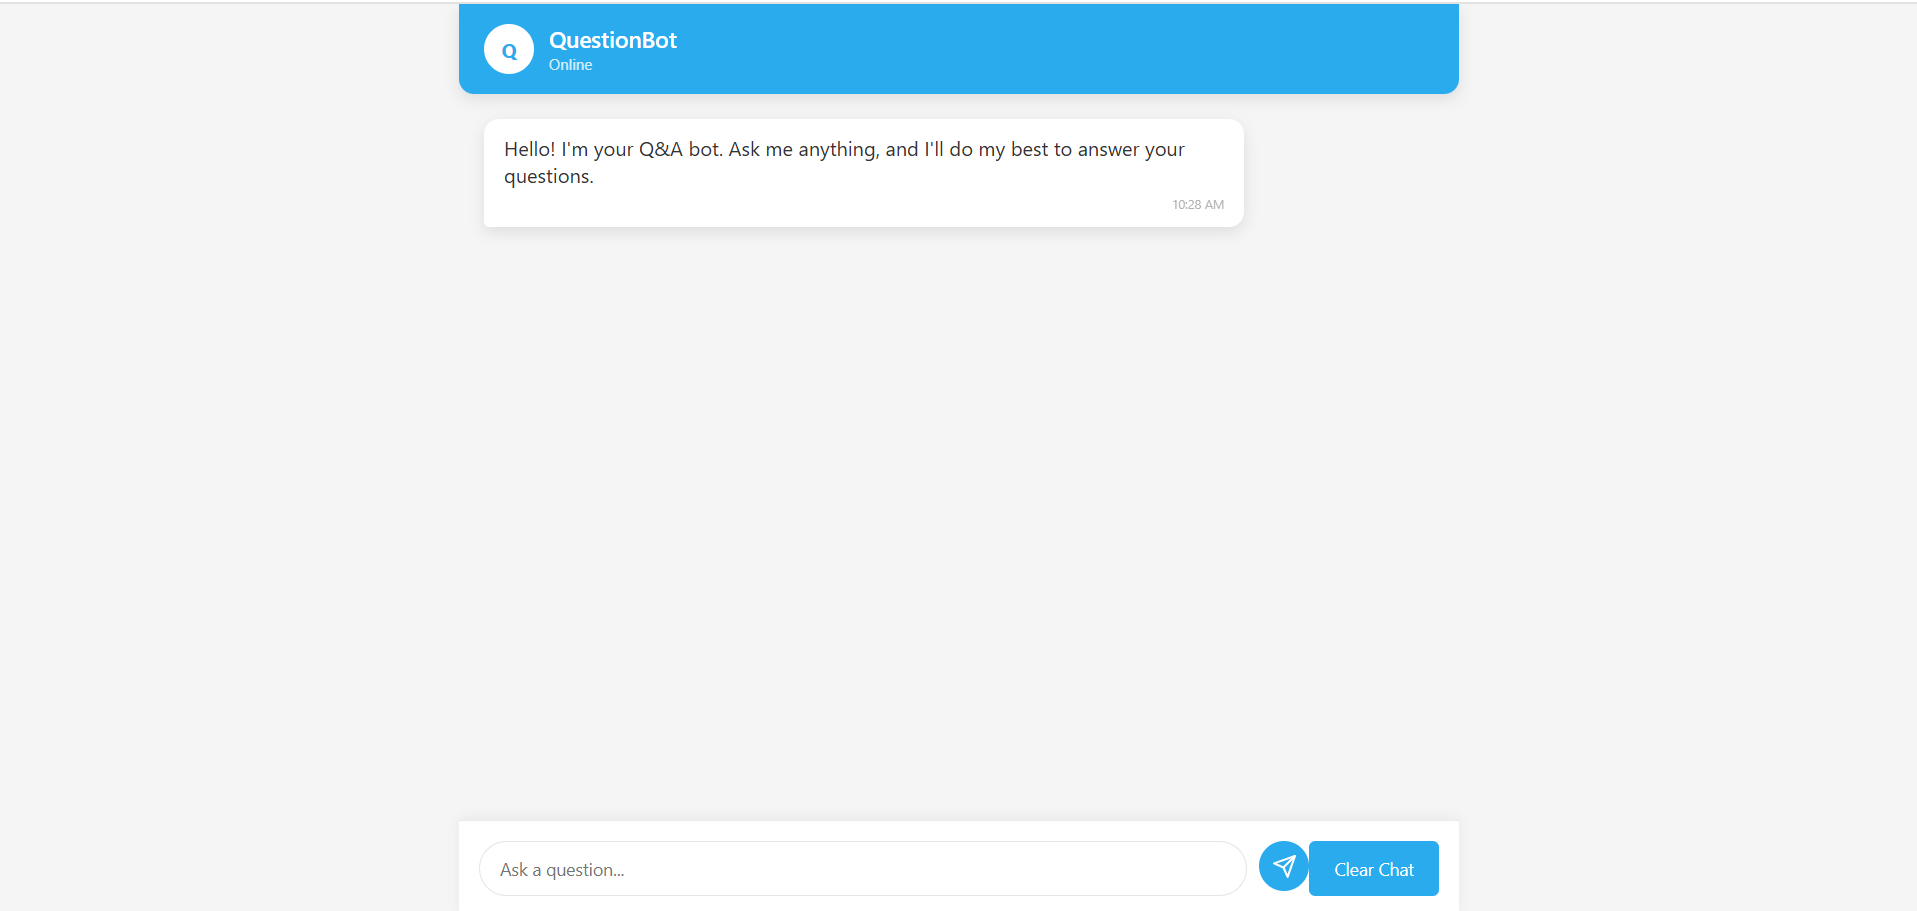 Q
QuestionBot
Online
Hello! I'm your Q&A bot. Ask me anything, and I'll do my best to answer your
questions.
10:28 AM
Ask a question...
Clear Chat